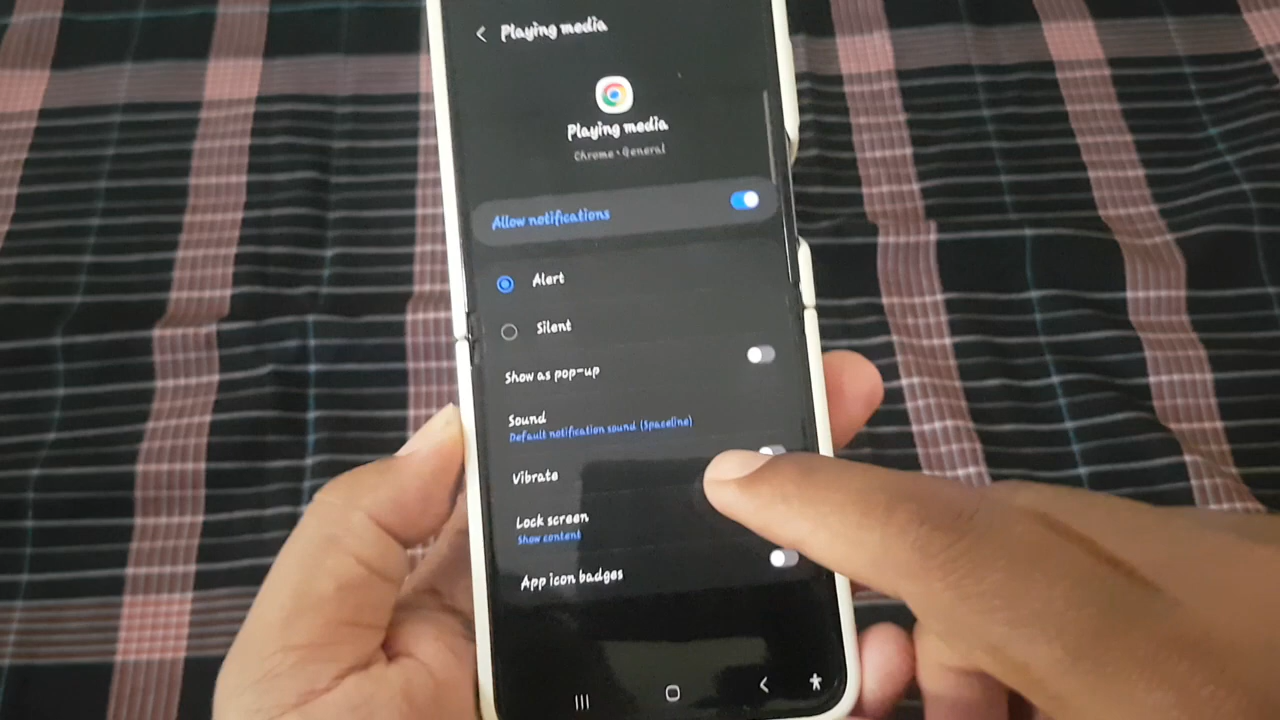 Playing media
Playing media
Chrome • General
Allow notifications
Alert
Silent
Show as pop-up
Sound
Default notification sound (Spaceline)
Vibrate
Lock screen
Show content
App icon badges